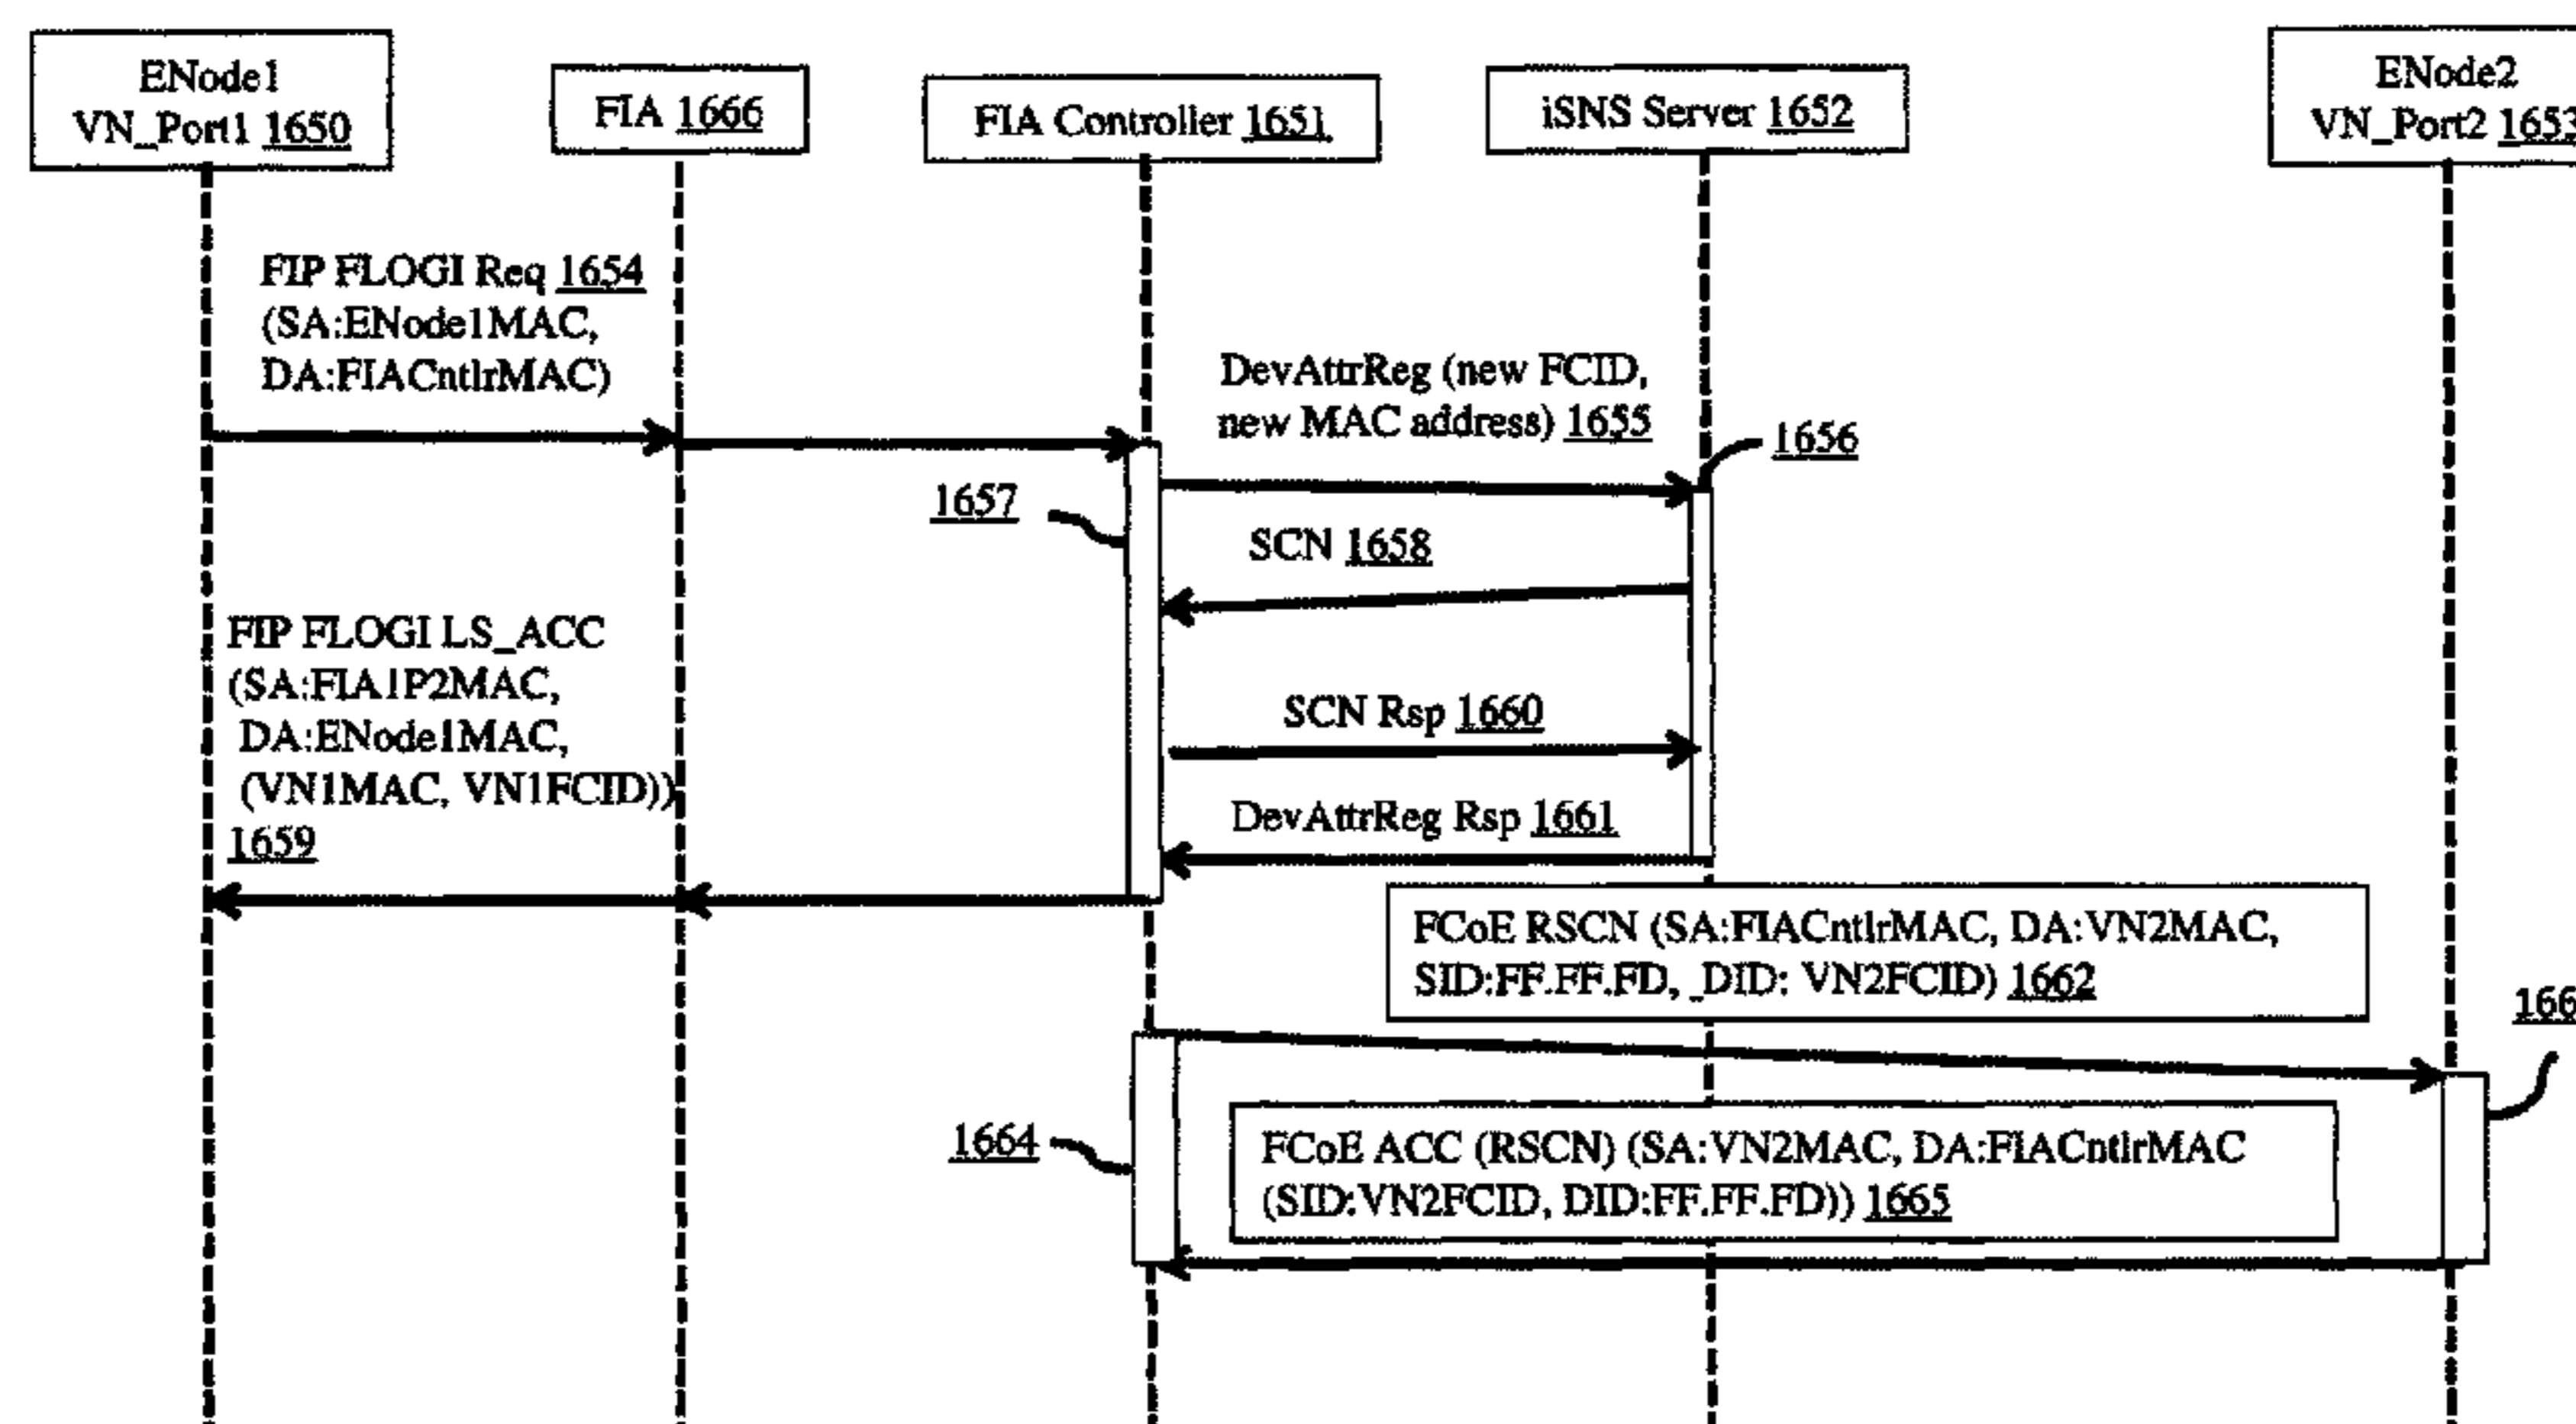 ENode1
VN_Port1 1650
FIA 1666
FIA Controller 1651
iSNS Server 1652
ENode2
VN_Port2 1653
FIP FLOGI Req 1654
(SA:ENode1MAC,
DA:FIACntlrMAC)
DevAttrReg (new FCID,
new MAC address) 1655
1656
1657
SCN 1658
FIP FLOGI LS_ACC
(SA:FIA1P2MAC,
DA:ENode1MAC,
(VN1MAC, VN1FCID))
1659
SCN Rsp 1660
DevAttrReg Rsp 1661
FCoE RSCN (SA:FIACntlrMAC, DA:VN2MAC,
SID:FF.FF.FD, _DID: VN2FCID) 1662
1664
FCoE ACC (RSCN) (SA:VN2MAC, DA:FIACntlrMAC
(SID:VN2FCID, DID:FF.FF.FD)) 1665